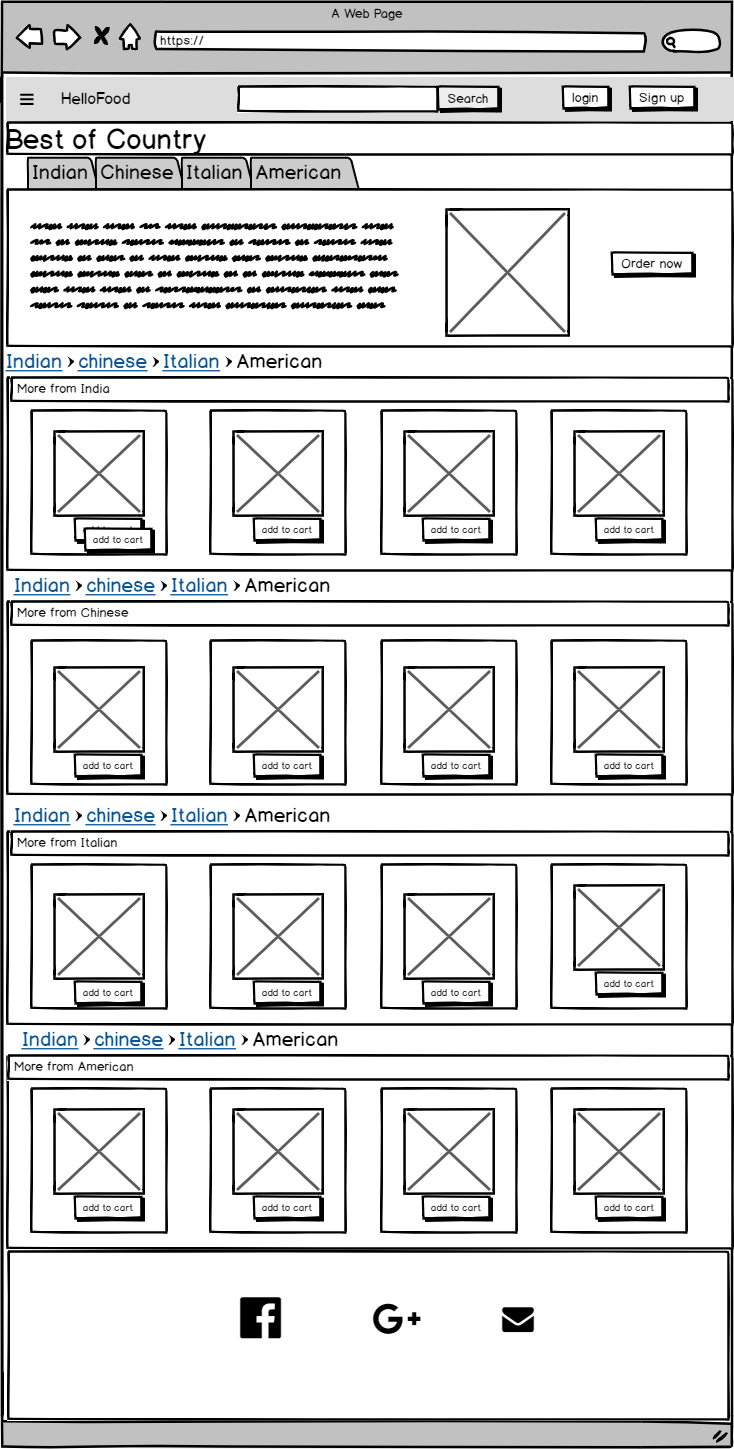 A Web Page
https://
HelloFood Search login Sign up
Best of Country
Indian Chinese Italian American
Order now
Indian › chinese › Italian › American
More from India
add to cart add to cart add to cart
add to cart
Indian › chinese › Italian › American
More from Chinese
add to cart add to cart add to cart add to cart
Indian › chinese › Italian › American
More from Italian
add to cart
add to cart add to cart add to cart
Indian › chinese › Italian › American
More from American
add to cart add to cart add to cart add to cart
f G+